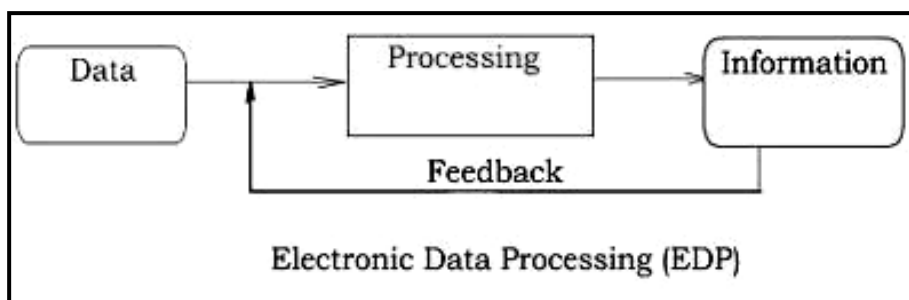 Data
Processing
Information
Feedback
Electronic Data Processing (EDP)